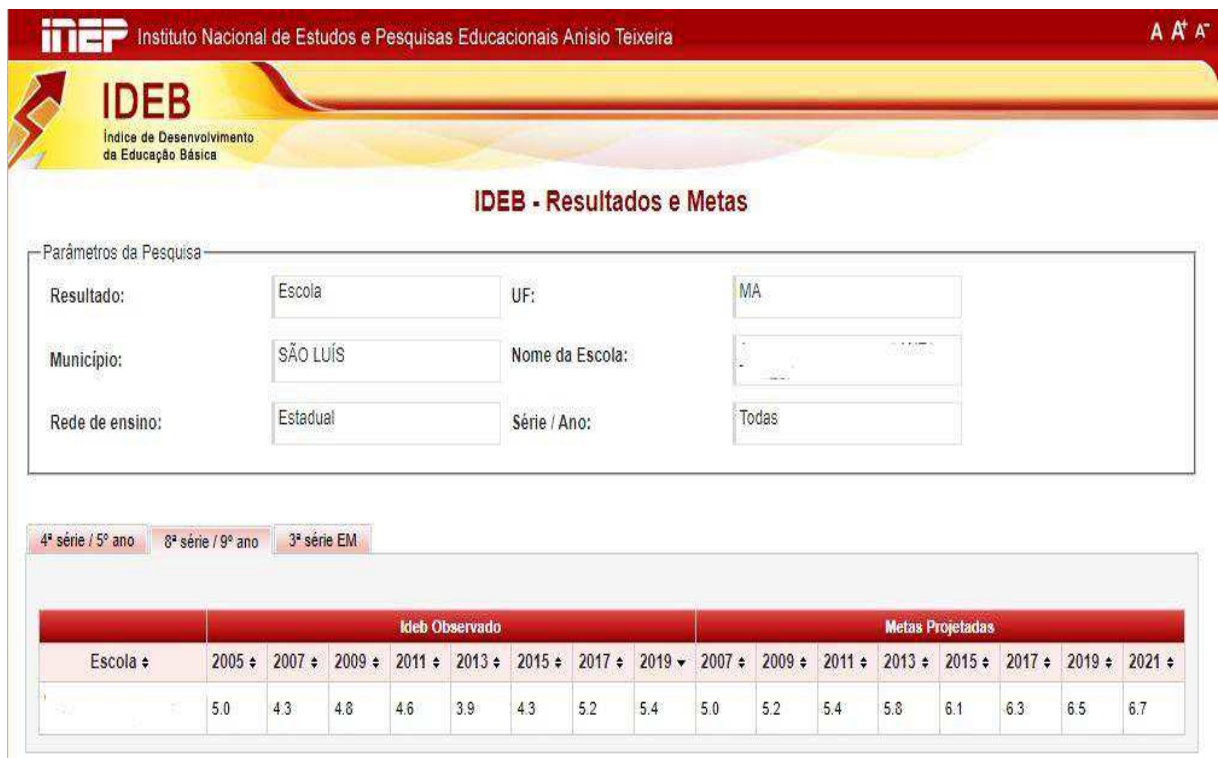 INEP Instituto Nacional de Estudos e Pesquisas Educacionais Anísio Teixeira A A+ A-
IDEB
Índice de Desenvolvimento
da Educação Básica
IDEB - Resultados e Metas
Parâmetros da Pesquisa
Resultado: Escola UF: MA
Município: SÃO LUÍS Nome da Escola:
Rede de ensino: Estadual Série / Ano: Todas
4ª série / 5º ano 8ª série / 9º ano 3ª série EM
Ideb Observado Metas Projetadas
Escola 2005 2007 2009 2011 2013 2015 2017 2019 2007 2009 2011 2013 2015 2017 2019 2021
5.0 4.3 4.8 4.6 3.9 4.3 5.2 5.4 5.0 5.2 5.4 5.8 6.1 6.3 6.5 6.7